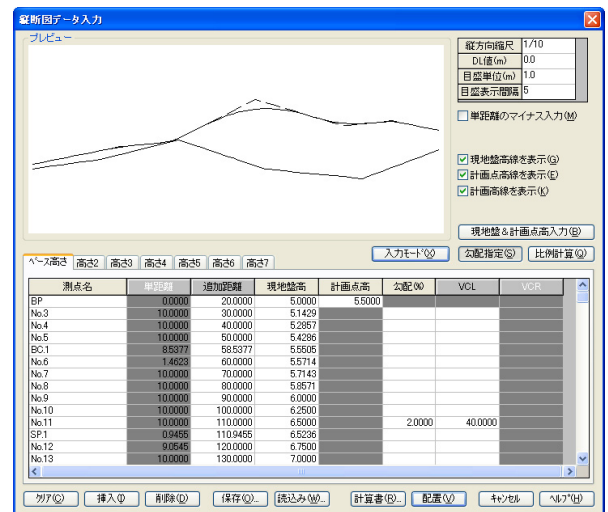 縦断図データ入力
プレビュー
縦方向縮尺 1/10
DL値(m) 0.0
目盛単位(m) 1.0
目盛表示間隔 5
単距離のマイナス入力(M)
現地盤高線を表示(G)
計画点高線を表示(E)
計画高線を表示(K)
現地盤&計画点高入力(B)
入力モード(X) 勾配指定(S) 比例計算(Q)
ベース高さ 高さ2 高さ3 高さ4 高さ5 高さ6 高さ7
測点名 単距離 追加距離 現地盤高 計画点高 勾配(%) VCL VCR
BP 0.0000 20.0000 5.0000 5.5000
No.3 10.0000 30.0000 5.1429
No.4 10.0000 40.0000 5.2857
No.5 10.0000 50.0000 5.4286
BC.1 8.5377 58.5377 5.5505
No.6 1.4623 60.0000 5.5714
No.7 10.0000 70.0000 5.7143
No.8 10.0000 80.0000 5.8571
No.9 10.0000 90.0000 6.0000
No.10 10.0000 100.0000 6.2500
No.11 10.0000 110.0000 6.5000 2.0000 40.0000
SP.1 0.9455 110.9455 6.5236
No.12 9.0545 120.0000 6.7500
No.13 10.0000 130.0000 7.0000
クリア(C) 挿入(I) 削除(D) 保存(O)... 読込み(W)... 計算書(R)... 配置(V) キャンセル ヘルプ(H)